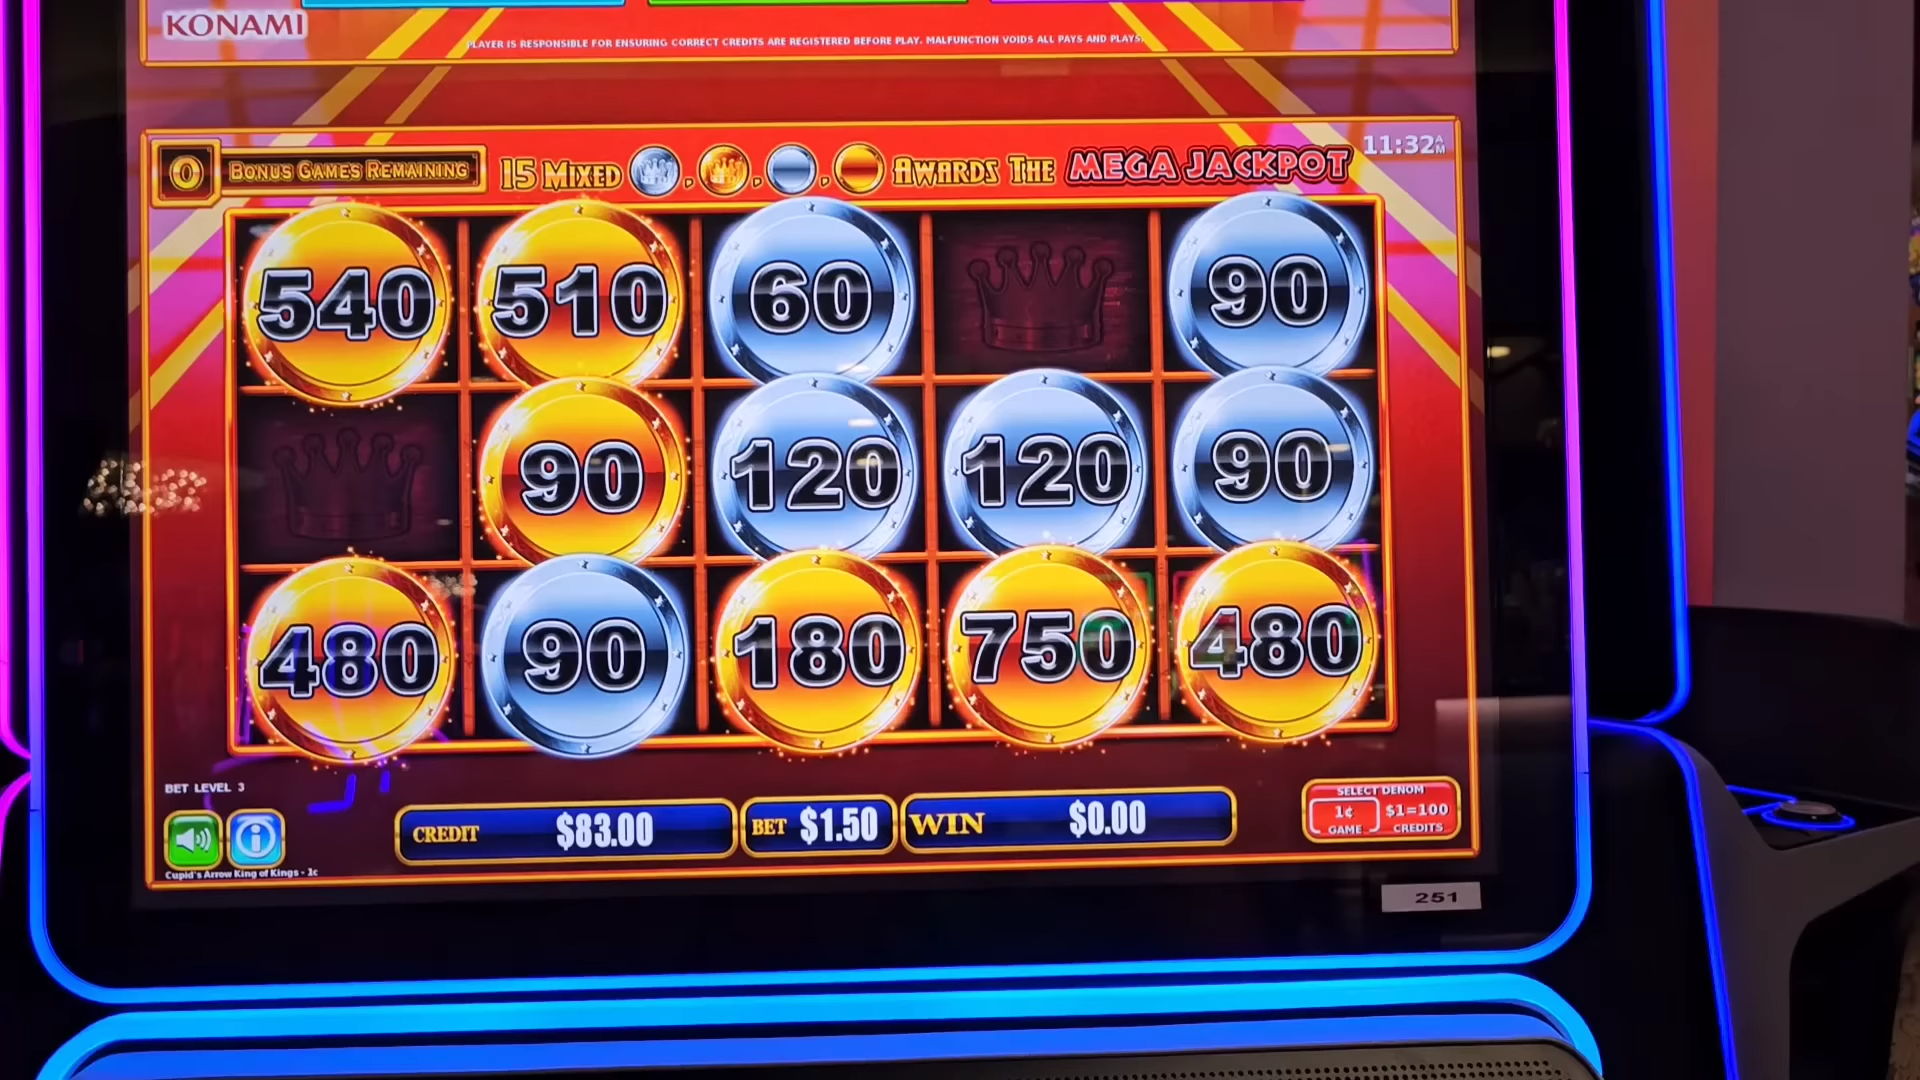 KONAMI
PLAYER IS RESPONSIBLE FOR ENSURING CORRECT CREDITS ARE REGISTERED BEFORE PLAY. MALFUNCTION VOIDS ALL PAYS AND PLAYS.
11:32 AM
0 BONUS GAMES REMAINING 15 MIXED , , , AWARDS THE MEGA JACKPOT
540 510 60 90
90 120 120 90
480 90 180 750 480
BET LEVEL 3
CREDIT $83.00 BET $1.50 WIN $0.00
SELECT DENOM
1¢ $1=100
GAME CREDITS
Cupid's Arrow King of Kings - 1c
251